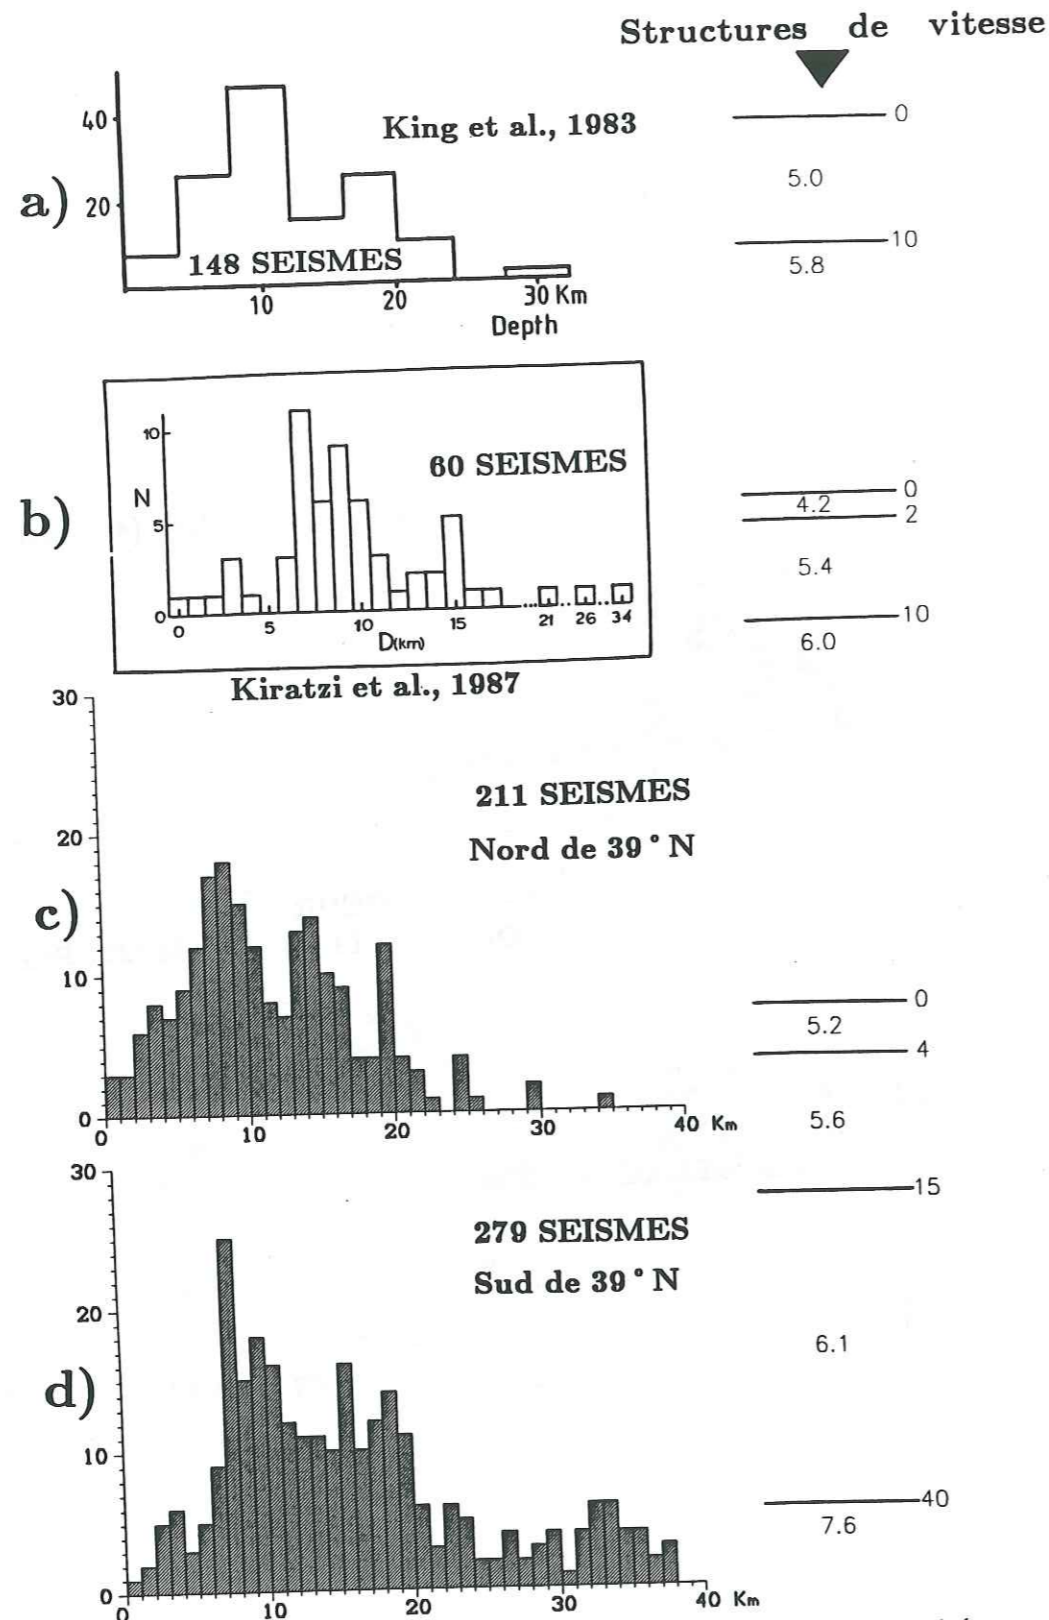 Structures de vitesse
40
20
a)
King et al., 1983
148 SEISMES
10
20
30 Km
Depth
0
5.0
10
5.8
b)
10
N
5
0
60 SEISMES
0
5
10
15
21
26
34
D(km)
Kiratzi et al., 1987
0
4.2
2
5.4
10
6.0
c)
30
20
10
0
211 SEISMES
Nord de 39° N
0
10
20
30
40 Km
d)
30
20
10
0
279 SEISMES
Sud de 39° N
0
10
20
30
40 Km
0
5.2
4
5.6
15
6.1
40
7.6